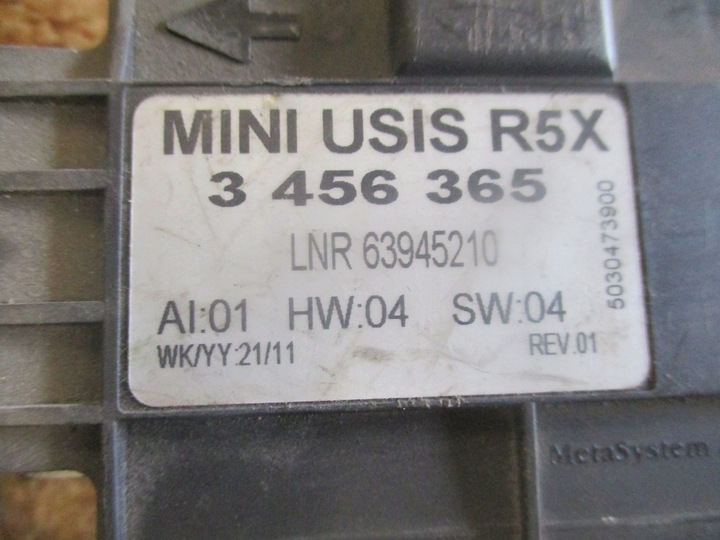 MINI USIS R5X
3 456 365
LNR 63945210
5030473900
AI:01 HW:04 SW:04
WK/YY:21/11 REV.01
MetaSystem